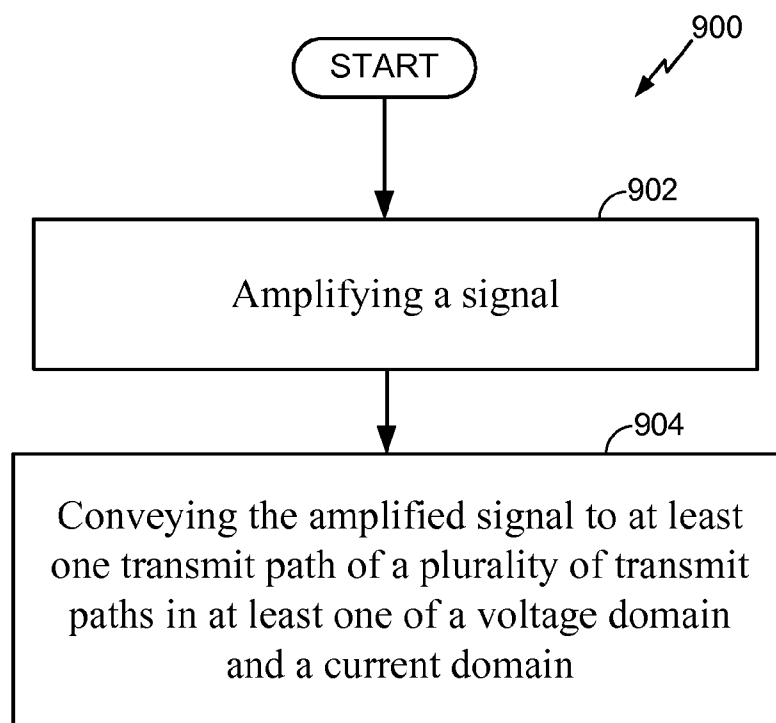 900
START
902
Amplifying a signal
904
Conveying the amplified signal to at least
one transmit path of a plurality of transmit
paths in at least one of a voltage domain
and a current domain